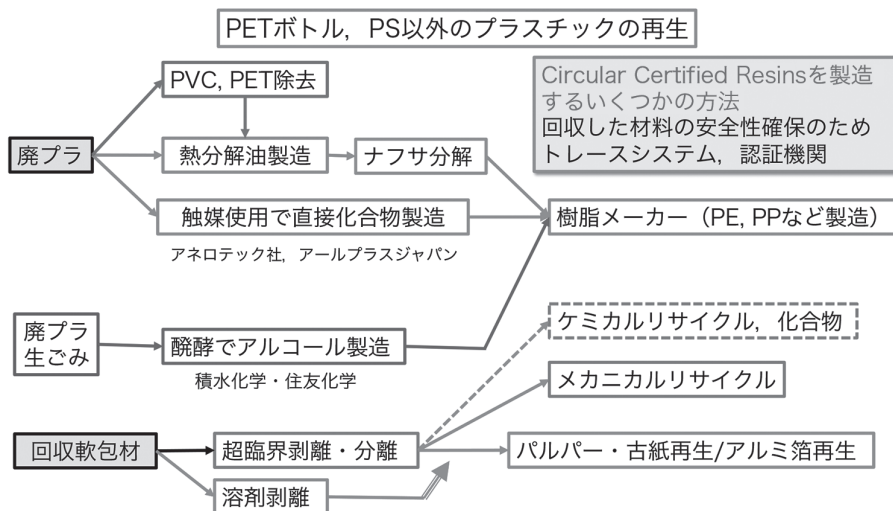 PETボトル，PS以外のプラスチックの再生
PVC, PET除去
Circular Certified Resinsを製造
するいくつかの方法
回収した材料の安全性確保のため
トレースシステム，認証機関
廃プラ
熱分解油製造
ナフサ分解
触媒使用で直接化合物製造
樹脂メーカー（PE, PPなど製造）
アネロテック社，アールプラスジャパン
廃プラ
生ごみ
醗酵でアルコール製造
積水化学・住友化学
ケミカルリサイクル，化合物
メカニカルリサイクル
回収軟包材
超臨界剥離・分離
パルパー・古紙再生/アルミ箔再生
溶剤剥離